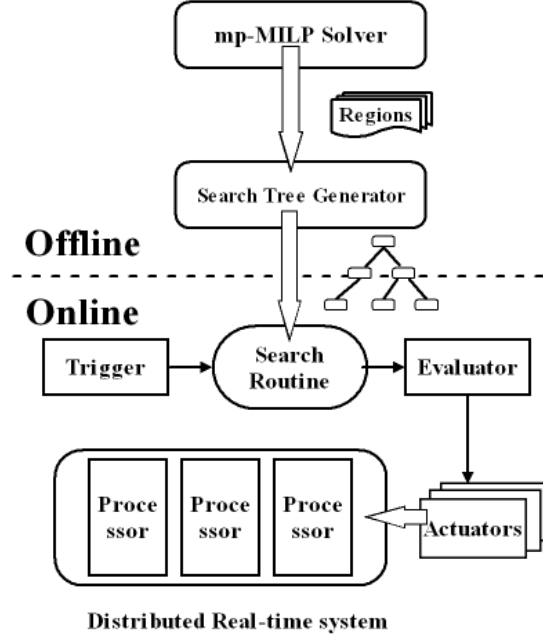 mp-MILP Solver
Regions
Search Tree Generator
Offline
Online
Trigger
Search
Routine
Evaluator
Proce
ssor
Proce
ssor
Proce
ssor
Actuators
Distributed Real-time system